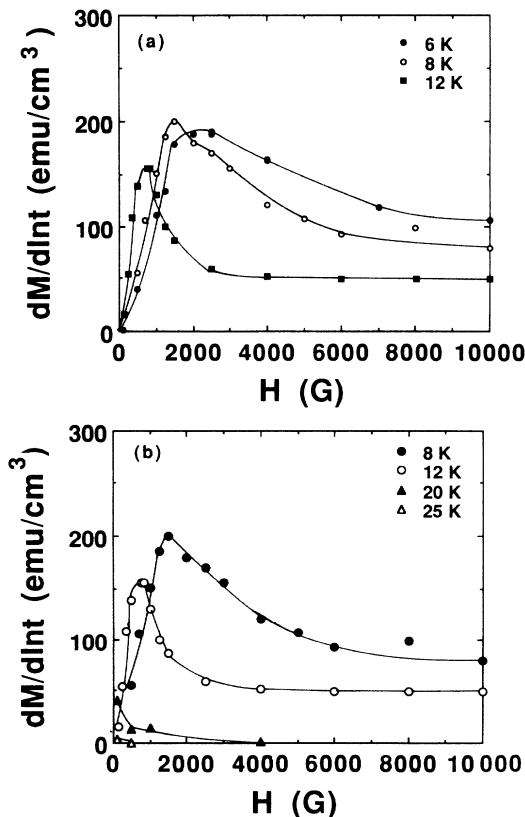 300
(a)
6 K
8 K
12 K
200
100
0
dM/dlnt (emu/cm³)
0 2000 4000 6000 8000 10000
H (G)
300
(b)
8 K
12 K
20 K
25 K
200
100
0
dM/dlnt (emu/cm³)
0 2000 4000 6000 8000 10 000
H (G)